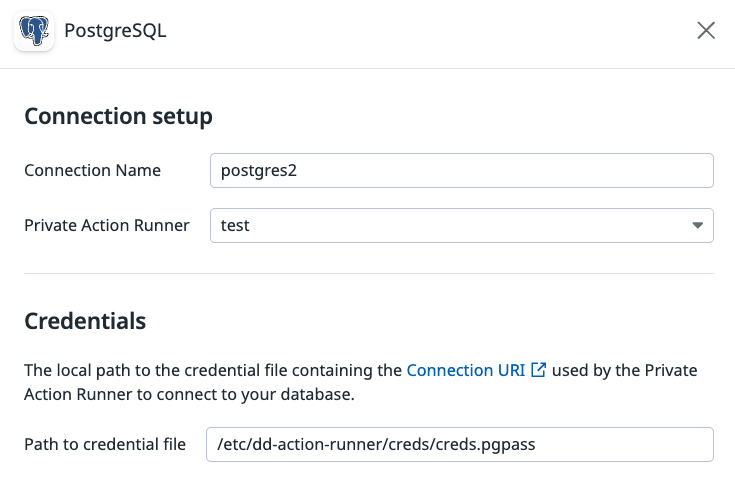 PostgreSQL
Connection setup
Connection Name
postgres2
Private Action Runner
test
Credentials
The local path to the credential file containing the Connection URI used by the Private
Action Runner to connect to your database.
Path to credential file
/etc/dd-action-runner/creds/creds.pgpass